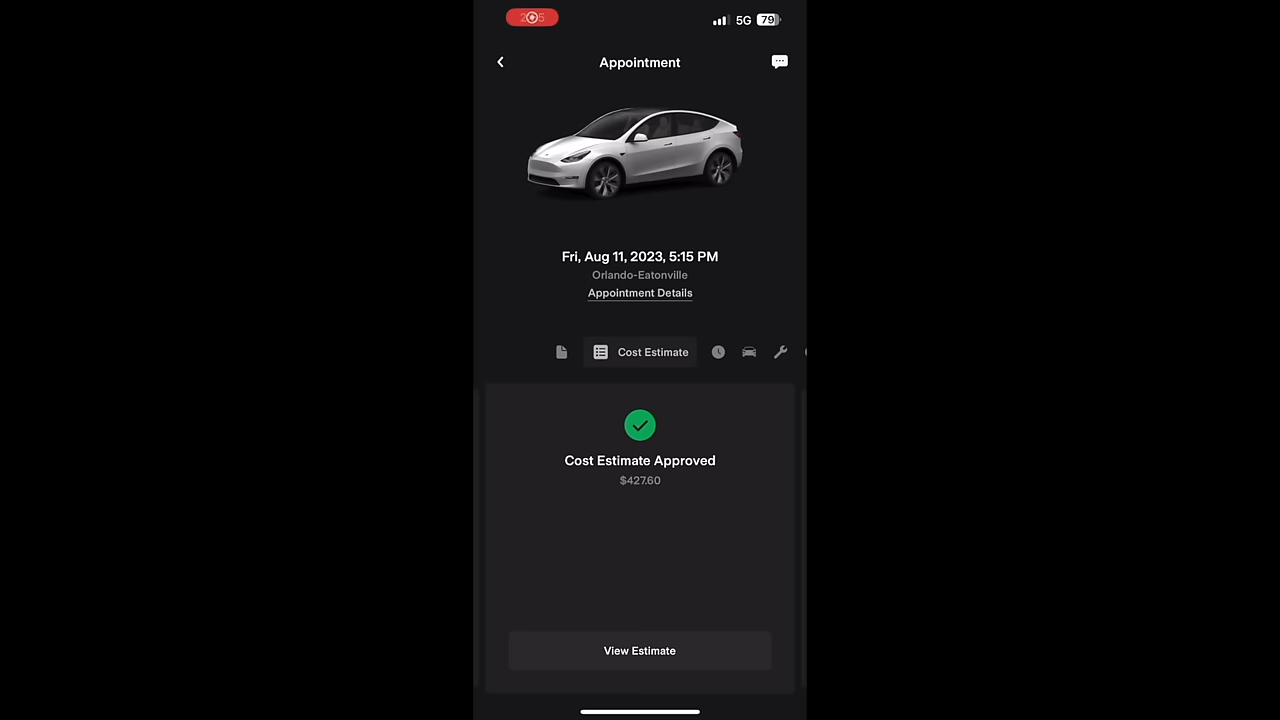 5G 79
Appointment
Fri, Aug 11, 2023, 5:15 PM
Orlando-Eatonville
Appointment Details
Cost Estimate
Cost Estimate Approved
$427.60
View Estimate